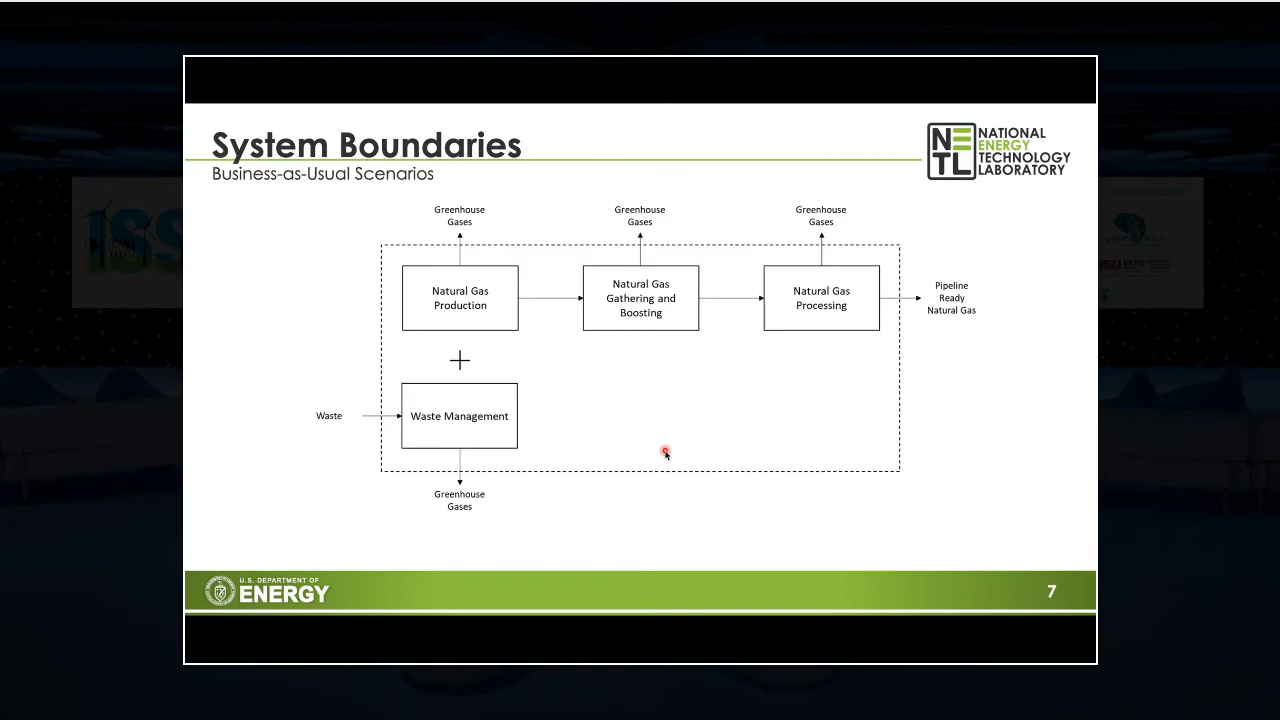 System Boundaries
Business-as-Usual Scenarios
NETL
NATIONAL
ENERGY
TECHNOLOGY
LABORATORY
Greenhouse
Gases
Greenhouse
Gases
Greenhouse
Gases
Natural Gas
Production
Natural Gas
Gathering and
Boosting
Natural Gas
Processing
Pipeline
Ready
Natural Gas
+
Waste
Waste Management
Greenhouse
Gases
U.S. DEPARTMENT OF
ENERGY
7